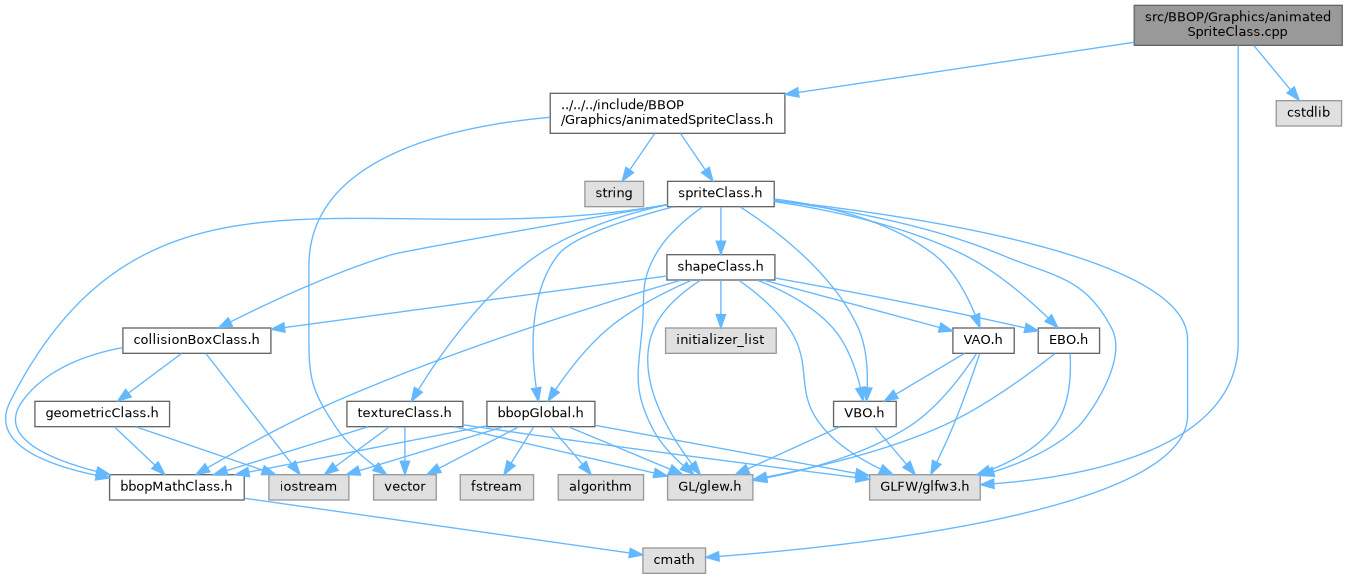 src/BBOP/Graphics/animated
SpriteClass.cpp
../../../include/BBOP
/Graphics/animatedSpriteClass.h
cstdlib
string
spriteClass.h
shapeClass.h
collisionBoxClass.h
initializer_list
VAO.h
EBO.h
geometricClass.h
textureClass.h
bbopGlobal.h
VBO.h
bbopMathClass.h
iostream
vector
fstream
algorithm
GL/glew.h
GLFW/glfw3.h
cmath